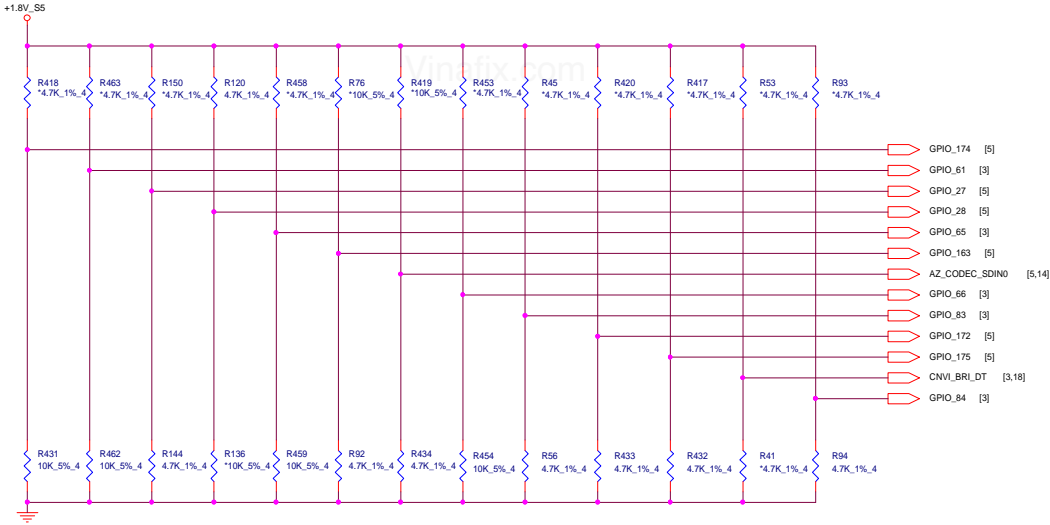 +1.8V_S5
Vinafix.com
R418 R463 R150 R120 R458 R76 R419 R453 R45 R420 R417 R53 R93
*4.7K_1%_4 *4.7K_1%_4 *4.7K_1%_4 4.7K_1%_4 *4.7K_1%_4 *10K_5%_4 *10K_5%_4 *4.7K_1%_4 *4.7K_1%_4 *4.7K_1%_4 *4.7K_1%_4 *4.7K_1%_4 *4.7K_1%_4
GPIO_174 [5]
GPIO_61 [3]
GPIO_27 [5]
GPIO_28 [5]
GPIO_65 [3]
GPIO_163 [5]
AZ_CODEC_SDIN0 [5,14]
GPIO_66 [3]
GPIO_83 [3]
GPIO_172 [5]
GPIO_175 [5]
CNVI_BRI_DT [3,18]
GPIO_84 [3]
R431 R462 R144 R136 R459 R92 R434 R454 R56 R433 R432 R41 R94
10K_5%_4 10K_5%_4 4.7K_1%_4 *10K_5%_4 10K_5%_4 4.7K_1%_4 4.7K_1%_4 10K_5%_4 4.7K_1%_4 4.7K_1%_4 4.7K_1%_4 *4.7K_1%_4 4.7K_1%_4